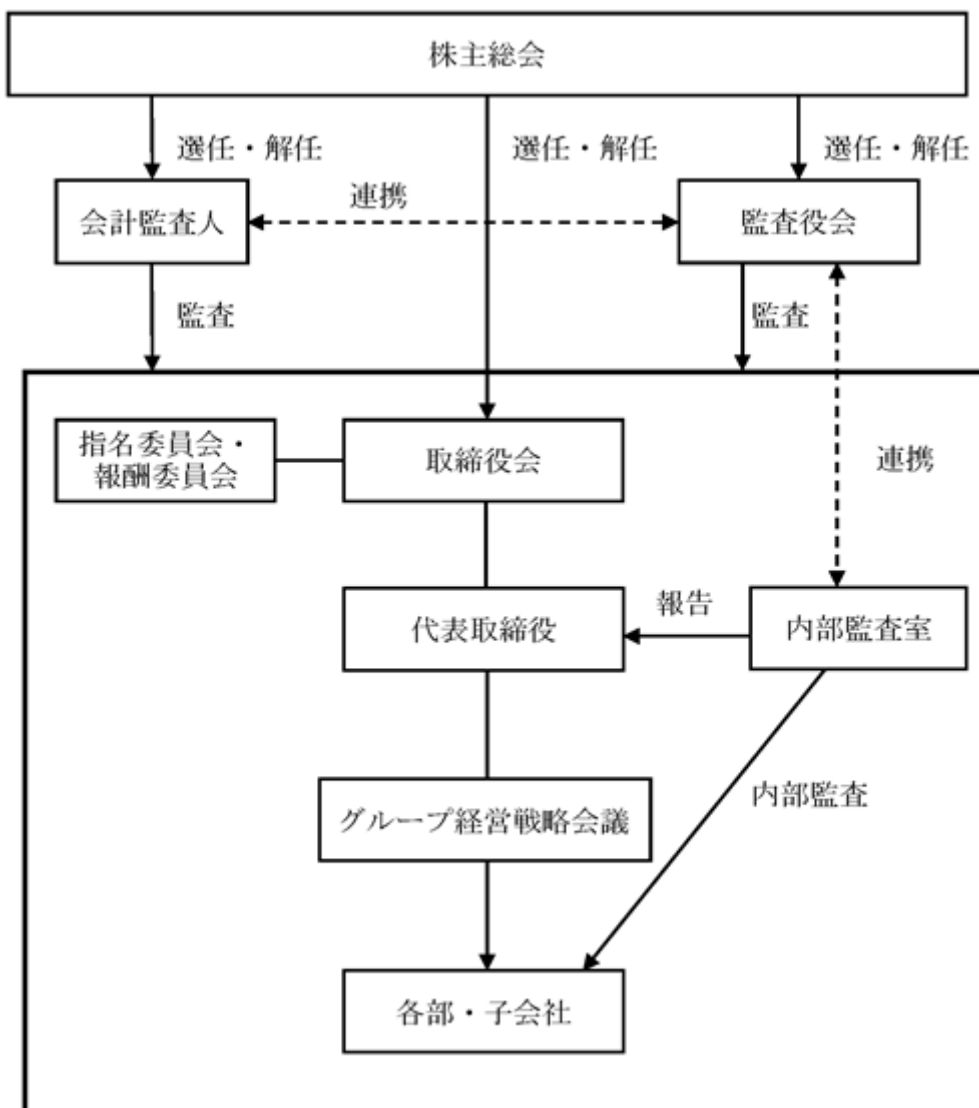 株主総会
選任・解任
選任・解任
選任・解任
会計監査人
連携
監査役会
監査
監査
指名委員会・
報酬委員会
取締役会
連携
代表取締役
報告
内部監査室
グループ経営戦略会議
内部監査
各部・子会社